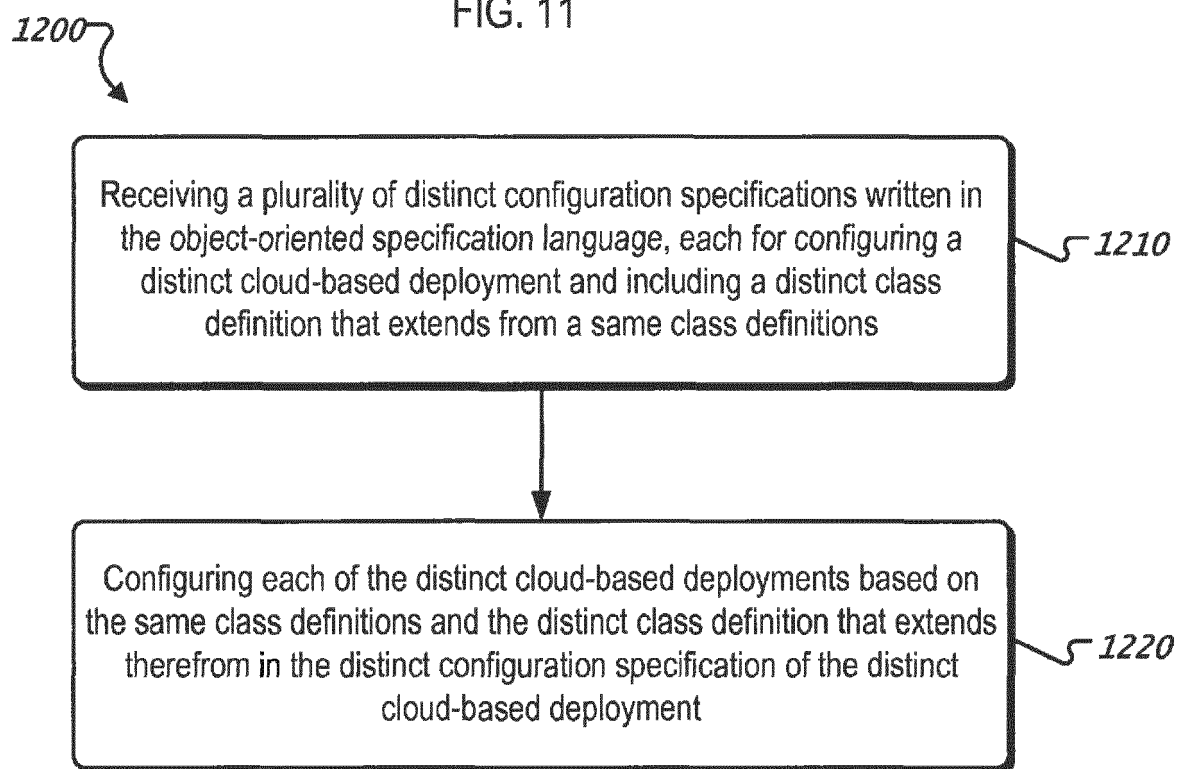 FIG. 11
1200
Receiving a plurality of distinct configuration specifications written in
the object-oriented specification language, each for configuring a
distinct cloud-based deployment and including a distinct class
definition that extends from a same class definitions
1210
Configuring each of the distinct cloud-based deployments based on
the same class definitions and the distinct class definition that extends
therefrom in the distinct configuration specification of the distinct
cloud-based deployment
1220